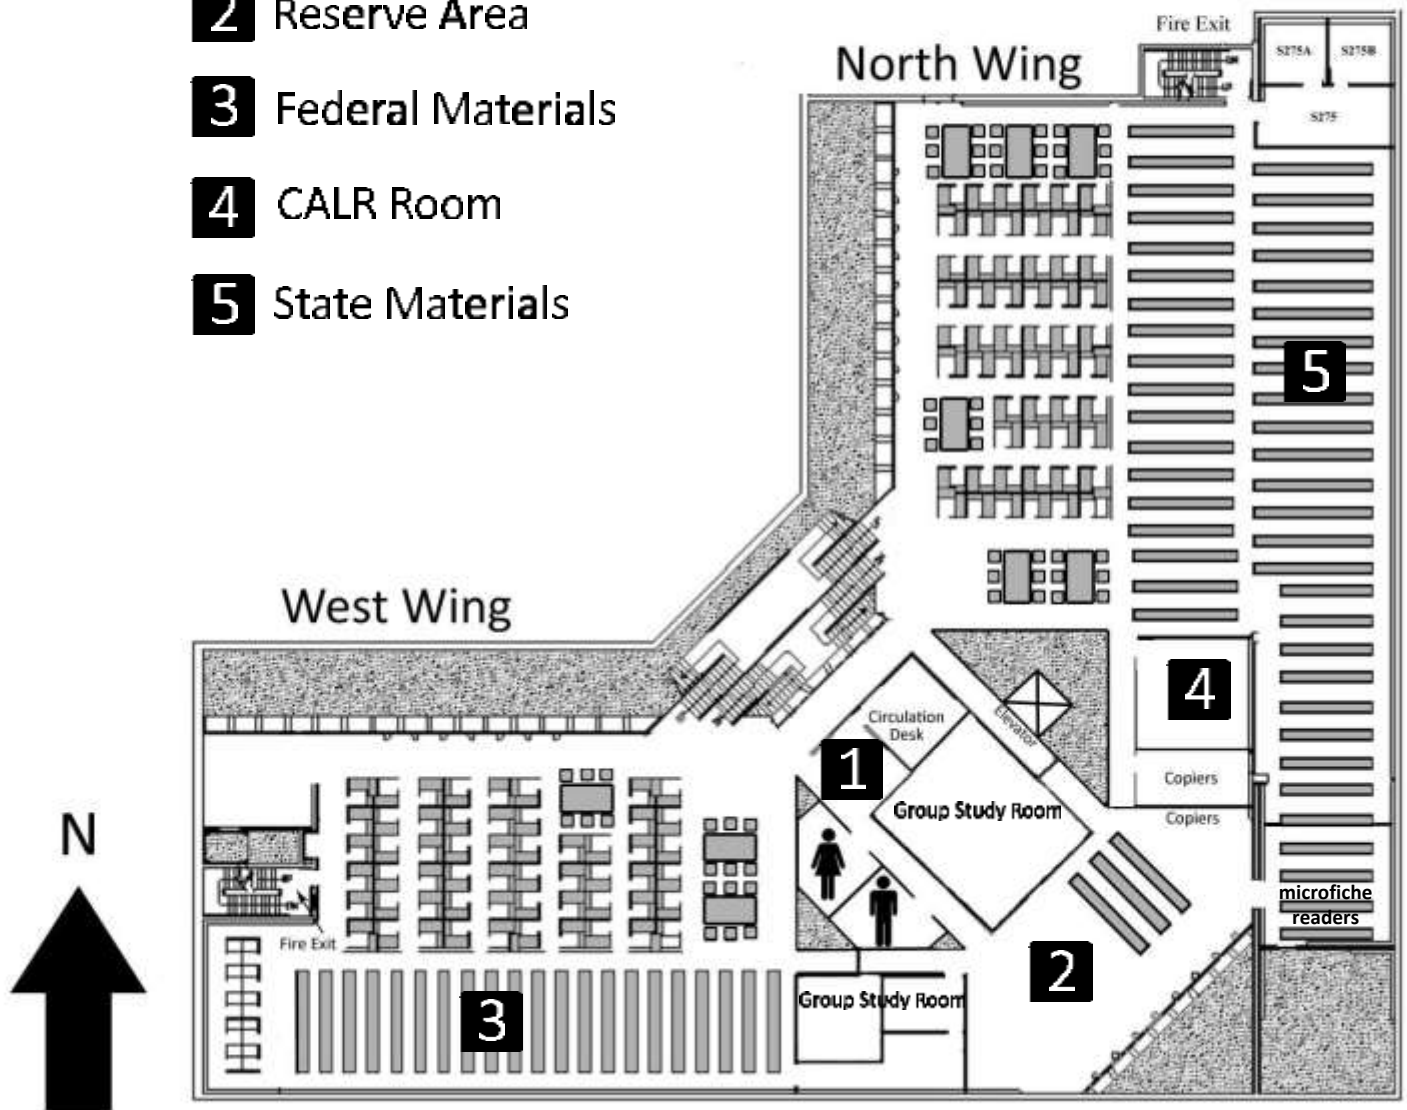 2 Reserve Area
3 Federal Materials
4 CALR Room
5 State Materials
North Wing
Fire Exit
S275A
S275B
S275
5
West Wing
4
Circulation
Desk
Elevator
1
Copiers
Copiers
Group Study Room
N
microfiche
readers
Fire Exit
2
Group Study Room
3